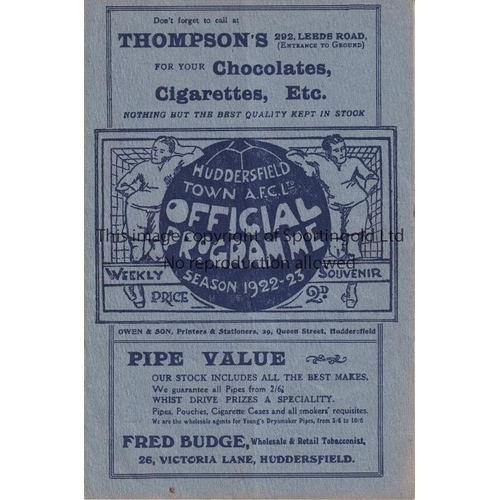 Don't forget to call at
THOMPSON'S 292, LEEDS ROAD,
(ENTRANCE TO GROUND)
FOR YOUR Chocolates,
Cigarettes, Etc.
NOTHING BUT THE BEST QUALITY KEPT IN STOCK
HUDDERSFIELD
TOWN A.F.C. LTD
OFFICIAL
PROGRAMME
This image copyright of Sportingold Ltd
No reproduction allowed
WEEKLY SOUVENIR
SEASON 1922-23
PRICE 2D.
OWEN & SON, Printers & Stationers, 29, Queen Street, Huddersfield
PIPE VALUE
OUR STOCK INCLUDES ALL THE BEST MAKES.
We guarantee all Pipes from 2/6
WHIST DRIVE PRIZES A SPECIALITY.
Pipes, Pouches, Cigarette Cases and all smokers' requisites.
We are the wholesale agents for Young's Drysmaker Pipes, from 5/6 to 10/6
FRED BUDGE, Wholesale & Retail Tobacconist,
26, VICTORIA LANE, HUDDERSFIELD.